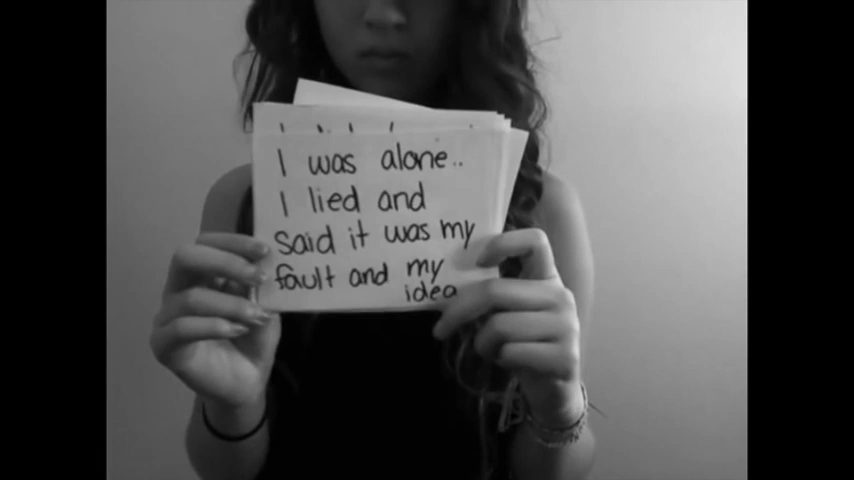 I was alone..
I lied and
said it was my
fault and my
idea